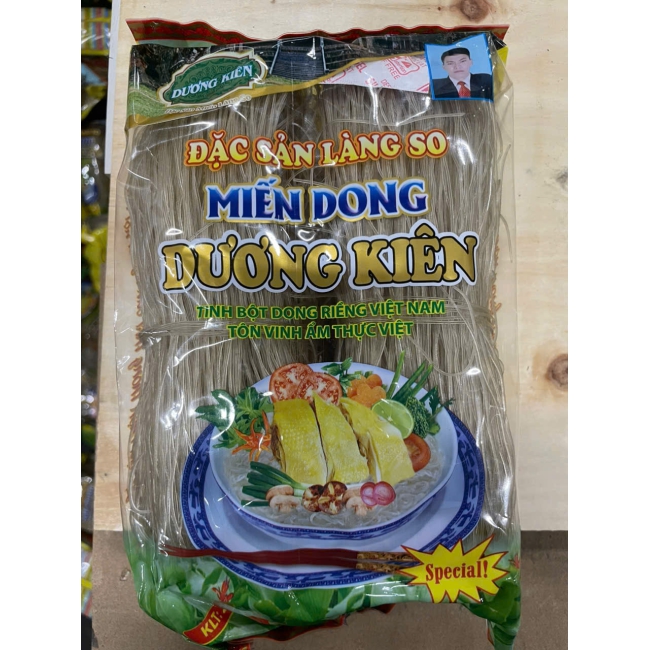 DƯƠNG KIÊN
ĐẶC SẢN LÀNG SO
MIẾN DONG
DƯƠNG KIÊN
TINH BỘT DONG RIỀNG VIỆT NAM
TÔN VINH ẨM THỰC VIỆT
Special!
KLT: